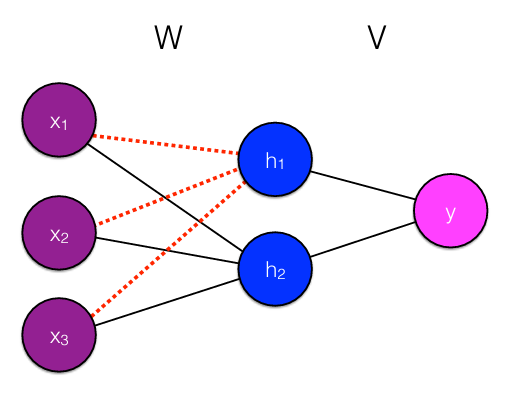 W V
x₁
h₁
x₂
y
h₂
x₃